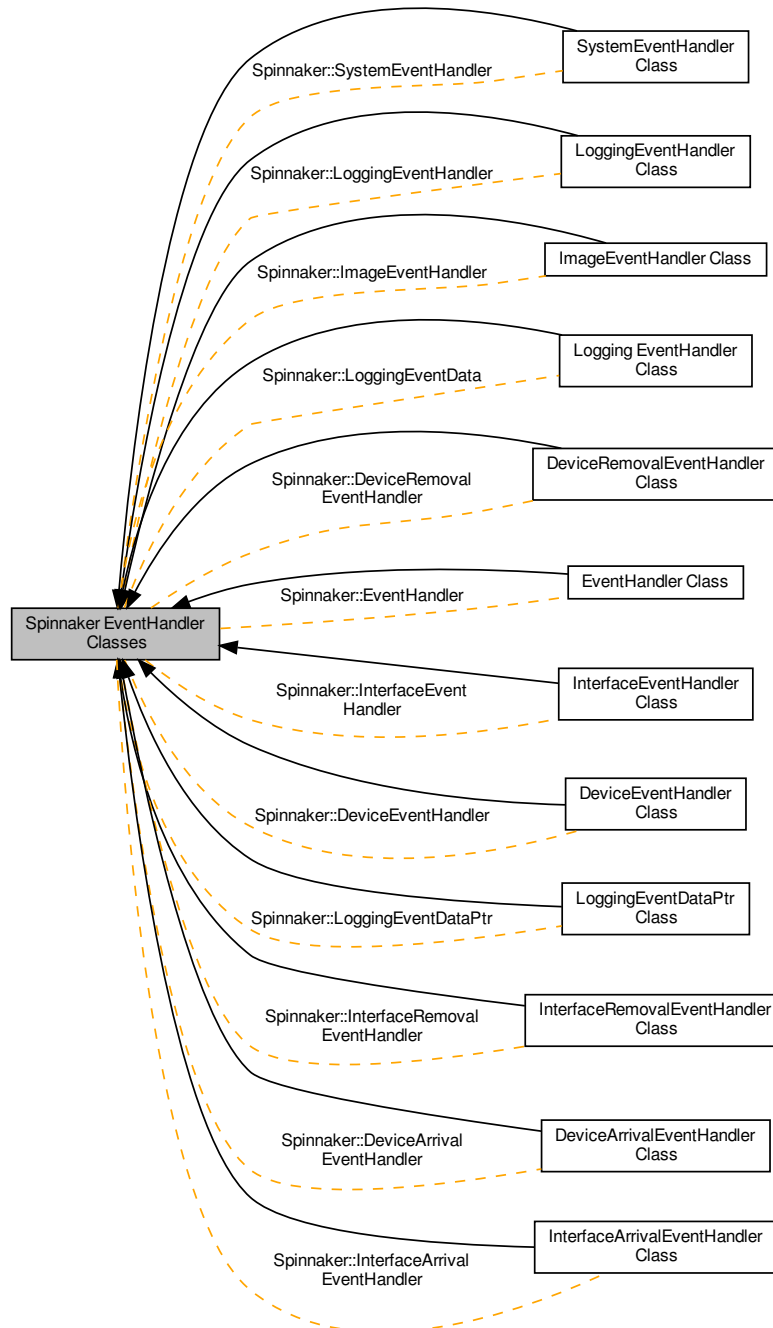 SystemEventHandler
Class
Spinnaker::SystemEventHandler
LoggingEventHandler
Class
Spinnaker::LoggingEventHandler
ImageEventHandler Class
Spinnaker::ImageEventHandler
Logging EventHandler
Class
Spinnaker::LoggingEventData
DeviceRemovalEventHandler
Class
Spinnaker::DeviceRemoval
EventHandler
EventHandler Class
Spinnaker::EventHandler
Spinnaker EventHandler
Classes
InterfaceEventHandler
Class
Spinnaker::InterfaceEvent
Handler
DeviceEventHandler
Class
Spinnaker::DeviceEventHandler
LoggingEventDataPtr
Class
Spinnaker::LoggingEventDataPtr
InterfaceRemovalEventHandler
Class
Spinnaker::InterfaceRemoval
EventHandler
DeviceArrivalEventHandler
Class
Spinnaker::DeviceArrival
EventHandler
InterfaceArrivalEventHandler
Class
Spinnaker::InterfaceArrival
EventHandler